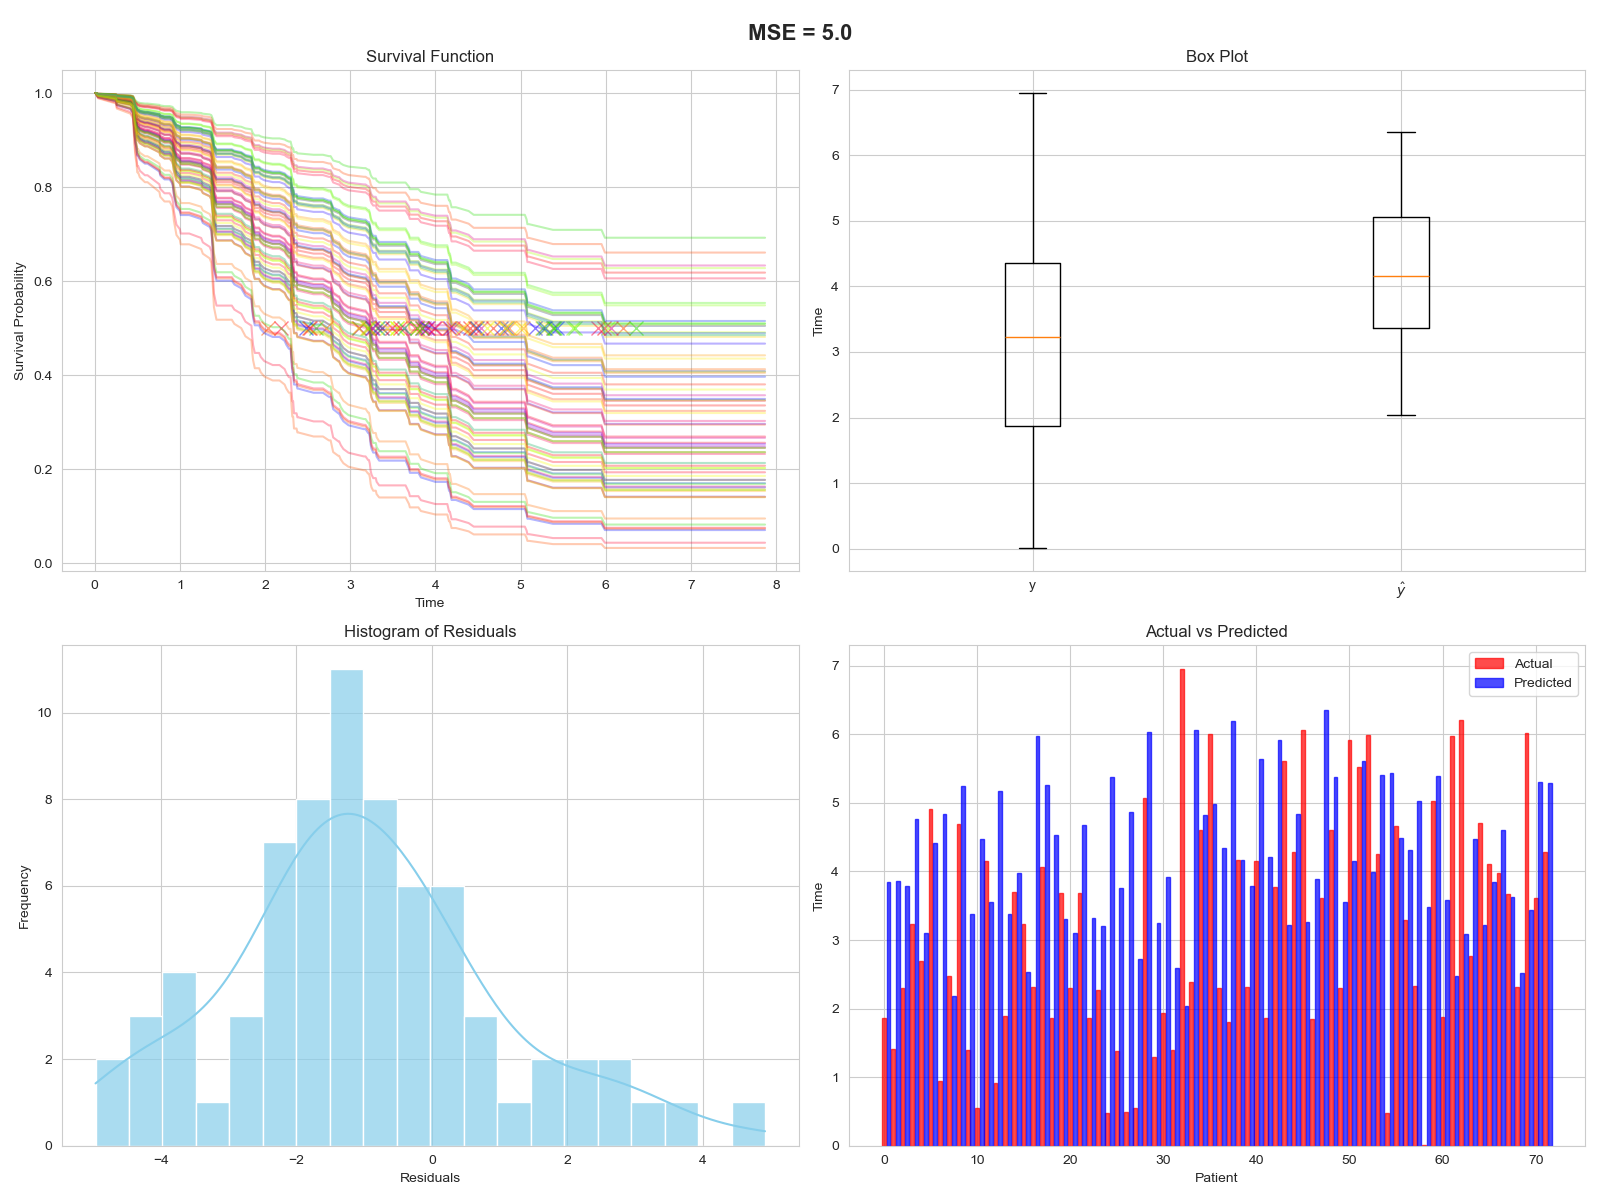 MSE = 5.0
Survival Function
1.0
0.8
0.6
0.4
0.2
0.0
Survival Probability
0 1 2 3 4 5 6 7 8
Time
Box Plot
7
6
5
4
3
2
1
0
Time
y ŷ
Histogram of Residuals
10
8
6
4
2
0
Frequency
−4 −2 0 2 4
Residuals
Actual vs Predicted
Actual
Predicted
7
6
5
4
3
2
1
0
Time
0 10 20 30 40 50 60 70
Patient